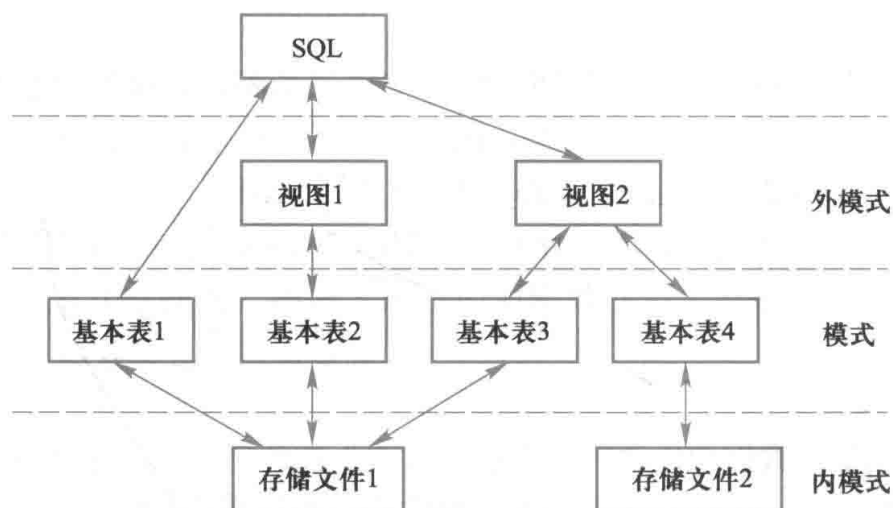 SQL
视图1
视图2
外模式
基本表1
基本表2
基本表3
基本表4
模式
存储文件1
存储文件2
内模式